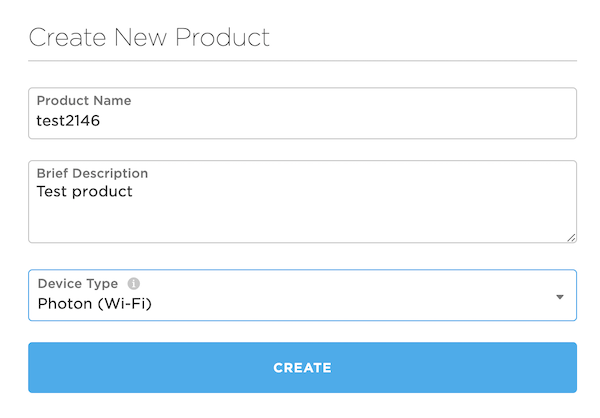 Create New Product
Product Name
test2146
Brief Description
Test product
Device Type
Photon (Wi-Fi)
CREATE